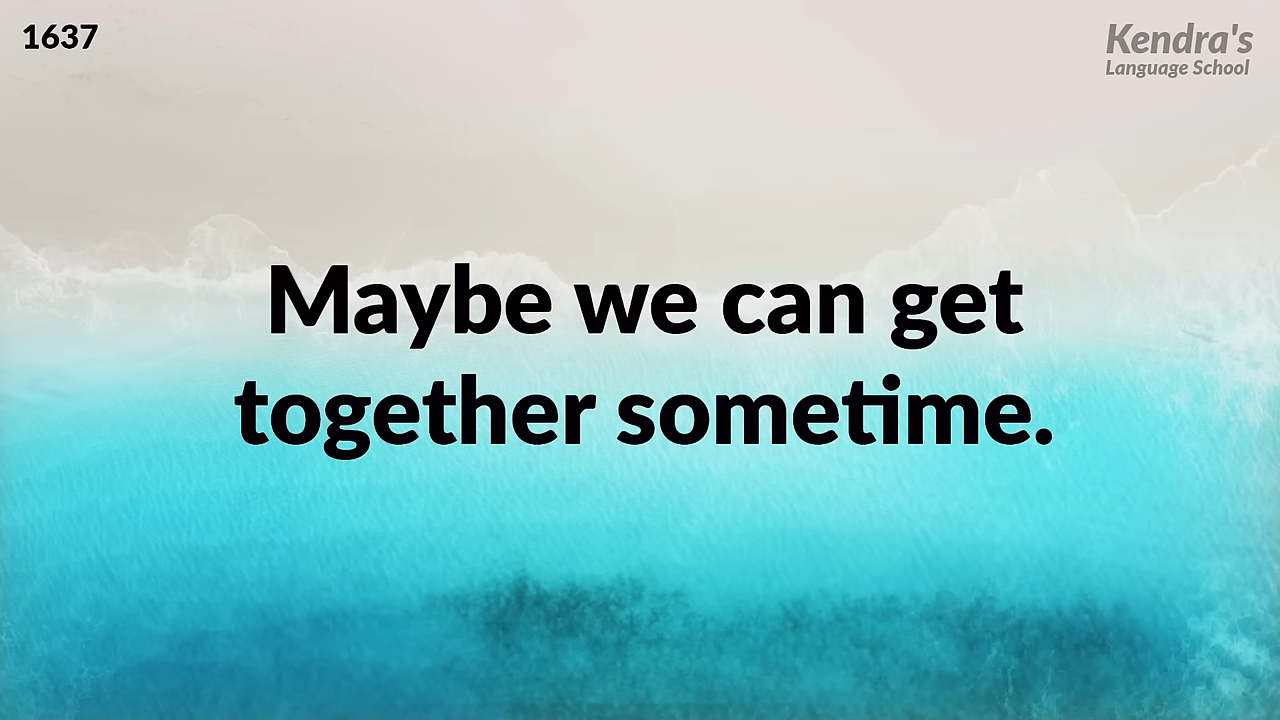 1637
Kendra's
Language School
Maybe we can get
together sometime.